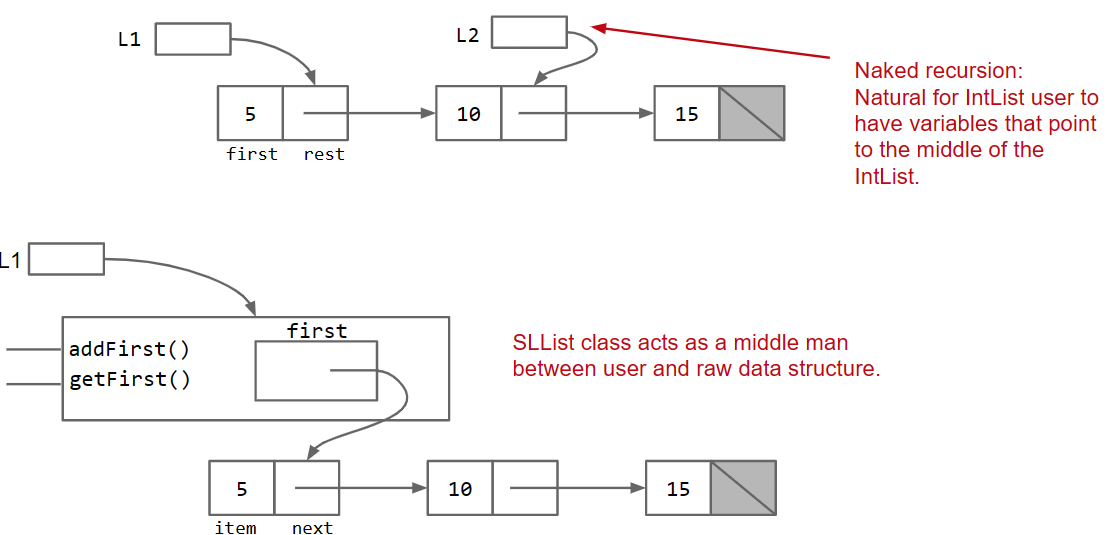 L1
L2
5
10
15
first rest
Naked recursion:
Natural for IntList user to
have variables that point
to the middle of the
IntList.
L1
first
addFirst()
getFirst()
SLList class acts as a middle man
between user and raw data structure.
5
10
15
item next